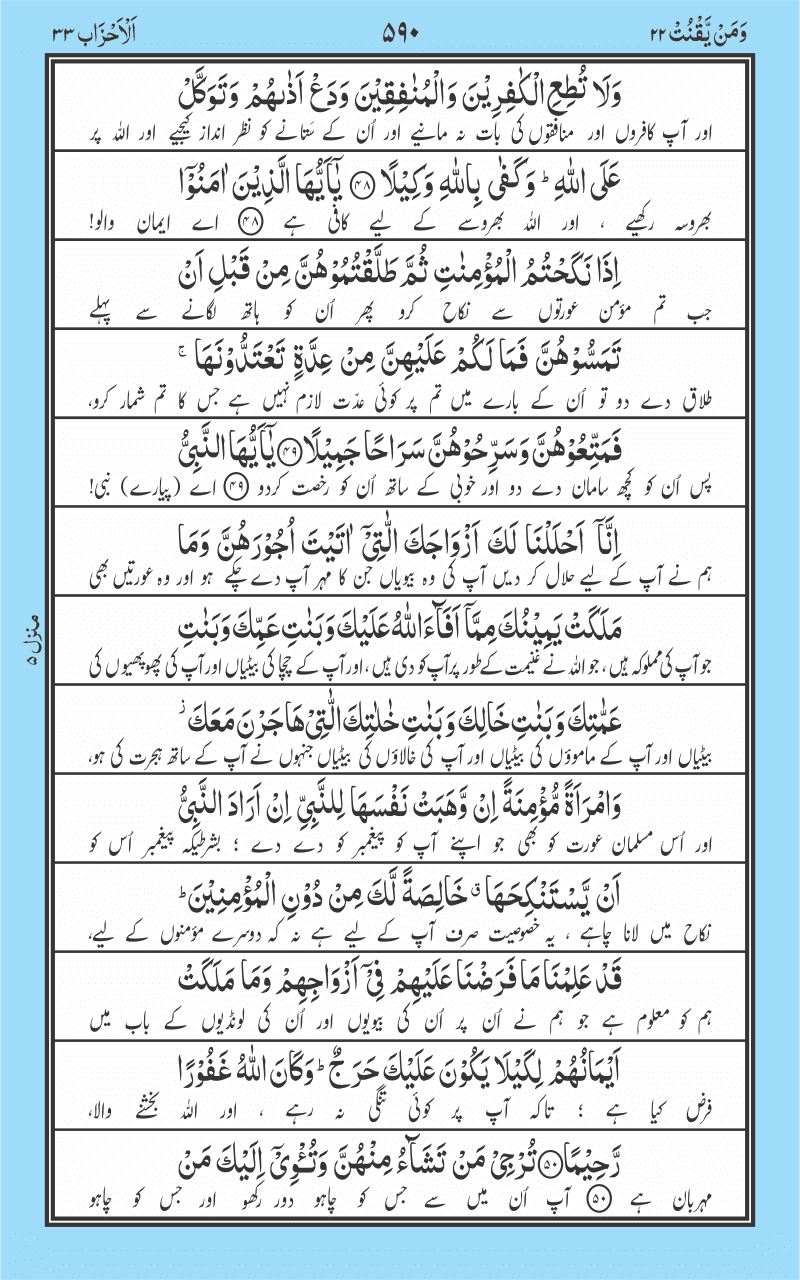 وَمَنْ يَّقْنُتْ ۲۲
۵۹۰
اَلْاَحْزَاب ۳۳
وَلَا تُطِعِ الْكٰفِرِيْنَ وَالْمُنٰفِقِيْنَ وَدَعْ اَذٰىهُمْ وَتَوَكَّلْ
اور آپ کافروں اور منافقوں کی بات نہ مانیے اور اُن کے سَتانے کو نظر انداز کیجیے اور اللہ پر
عَلَى اللّٰهِ ؕ وَكَفٰى بِاللّٰهِ وَكِيْلًا ۴۸ يٰۤاَيُّهَا الَّذِيْنَ اٰمَنُوْۤا
بھروسہ رکھیے ، اور اللہ بھروسے کے لیے کافی ہے ۴۸ اے ایمان والو!
اِذَا نَكَحْتُمُ الْمُؤْمِنٰتِ ثُمَّ طَلَّقْتُمُوْهُنَّ مِنْ قَبْلِ اَنْ
جب تم مؤمن عورتوں سے نکاح کرو پھر اُن کو ہاتھ لگانے سے پہلے
تَمَسُّوْهُنَّ فَمَا لَكُمْ عَلَيْهِنَّ مِنْ عِدَّةٍ تَعْتَدُّوْنَهَا ۚ
طلاق دے دو تو اُن کے بارے میں تم پر کوئی عدّت لازم نہیں ہے جس کا تم شمار کرو،
فَمَتِّعُوْهُنَّ وَسَرِّحُوْهُنَّ سَرَاحًا جَمِيْلًا ۴۹ يٰۤاَيُّهَا النَّبِيُّ
پس اُن کو کچھ سامان دے دو اور خوبی کے ساتھ اُن کو رخصت کردو ۴۹ اے (پیارے) نبی!
اِنَّاۤ اَحْلَلْنَا لَكَ اَزْوَاجَكَ الّٰتِيْۤ اٰتَيْتَ اُجُوْرَهُنَّ وَمَا
ہم نے آپ کے لیے حلال کر دیں آپ کی وہ بیویاں جن کا مہر آپ دے چکے ہو اور وہ عورتیں بھی
مَلَكَتْ يَمِيْنُكَ مِمَّاۤ اَفَآءَ اللّٰهُ عَلَيْكَ وَبَنٰتِ عَمِّكَ وَبَنٰتِ
جو آپ کی مملوکہ ہیں، جو اللہ نے غنیمت کے طور پر آپ کو دی ہیں، اور آپ کے چچا کی بیٹیاں اور آپ کی پھوپھیوں کی
عَمّٰتِكَ وَبَنٰتِ خَالِكَ وَبَنٰتِ خٰلٰتِكَ الّٰتِيْ هَاجَرْنَ مَعَكَ ؗ
بیٹیاں اور آپ کے ماموؤں کی بیٹیاں اور آپ کی خالاؤں کی بیٹیاں جنہوں نے آپ کے ساتھ ہجرت کی ہو،
وَامْرَاَةً مُّؤْمِنَةً اِنْ وَّهَبَتْ نَفْسَهَا لِلنَّبِيِّ اِنْ اَرَادَ النَّبِيُّ
اور اُس مسلمان عورت کو بھی جو اپنے آپ کو پیغمبر کو دے دے ؛ بشرطیکہ پیغمبر اُس کو
اَنْ يَّسْتَنْكِحَهَا ۗ خَالِصَةً لَّكَ مِنْ دُوْنِ الْمُؤْمِنِيْنَ ؕ
نکاح میں لانا چاہے ، یہ خصوصیت صرف آپ کے لیے ہے نہ کہ دوسرے مؤمنوں کے لیے،
قَدْ عَلِمْنَا مَا فَرَضْنَا عَلَيْهِمْ فِيْۤ اَزْوَاجِهِمْ وَمَا مَلَكَتْ
ہم کو معلوم ہے جو ہم نے اُن پر اُن کی بیویوں اور اُن کی لونڈیوں کے باب میں
اَيْمَانُهُمْ لِكَيْلَا يَكُوْنَ عَلَيْكَ حَرَجٌ ؕ وَكَانَ اللّٰهُ غَفُوْرًا
فرض کیا ہے ؛ تاکہ آپ پر کوئی تنگی نہ رہے ، اور اللہ بخشنے والا،
رَّحِيْمًا ۵۰ تُرْجِيْ مَنْ تَشَآءُ مِنْهُنَّ وَتُـْٔوِيْۤ اِلَيْكَ مَنْ
مہربان ہے ۵۰ آپ اُن میں سے جس کو چاہو دور رکھو اور جس کو چاہو
منزل ۵